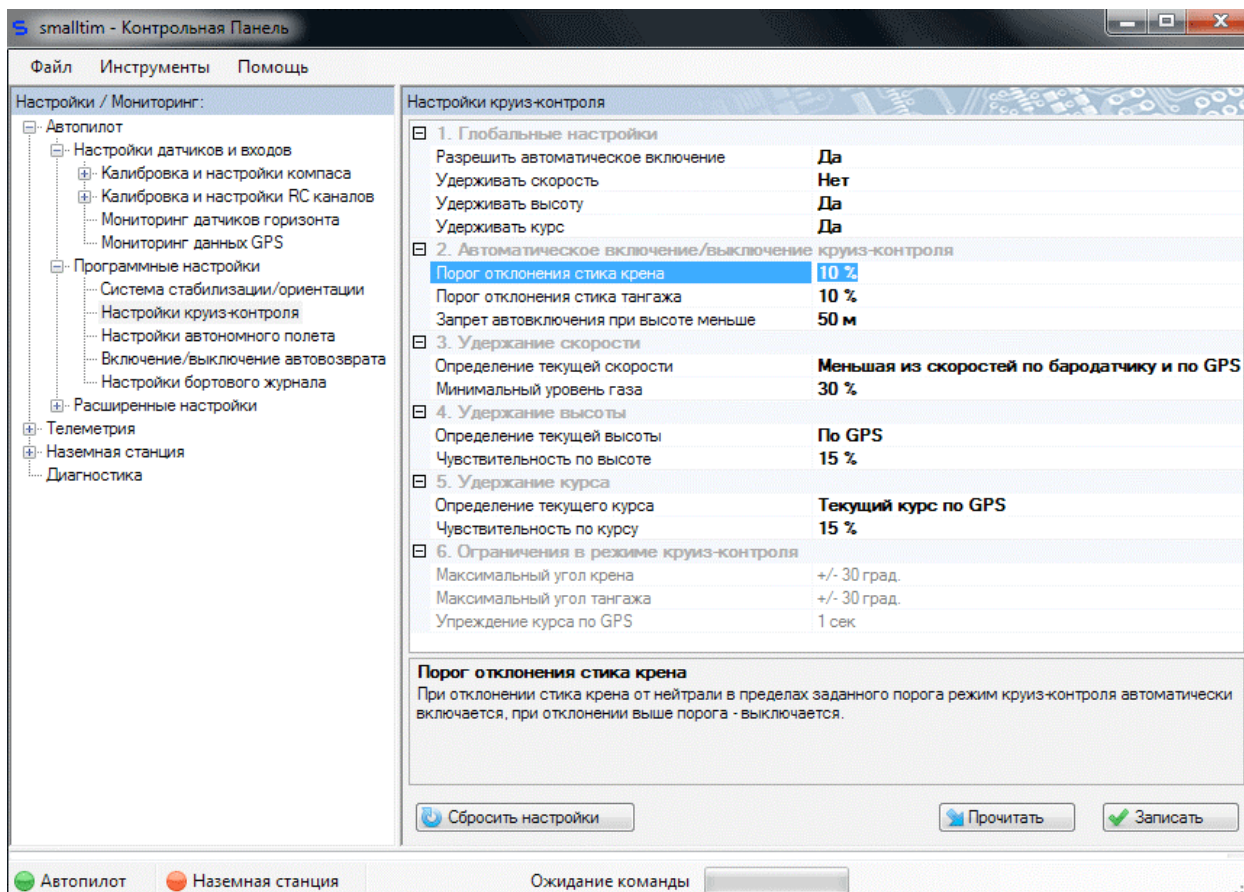 smalltim - Контрольная Панель
Файл Инструменты Помощь
Настройки / Мониторинг:
Автопилот
Настройки датчиков и входов
Калибровка и настройки компаса
Калибровка и настройки RC каналов
Мониторинг датчиков горизонта
Мониторинг данных GPS
Программные настройки
Система стабилизации/ориентации
Настройки круиз-контроля
Настройки автономного полета
Включение/выключение автовозврата
Настройки бортового журнала
Расширенные настройки
Телеметрия
Наземная станция
Диагностика
Настройки круиз-контроля
1. Глобальные настройки
Разрешить автоматическое включение Да
Удерживать скорость Нет
Удерживать высоту Да
Удерживать курс Да
2. Автоматическое включение/выключение круиз-контроля
Порог отклонения стика крена 10 %
Порог отклонения стика тангажа 10 %
Запрет автовключения при высоте меньше 50 м
3. Удержание скорости
Определение текущей скорости Меньшая из скоростей по бародатчику и по GPS
Минимальный уровень газа 30 %
4. Удержание высоты
Определение текущей высоты По GPS
Чувствительность по высоте 15 %
5. Удержание курса
Определение текущего курса Текущий курс по GPS
Чувствительность по курсу 15 %
6. Ограничения в режиме круиз-контроля
Максимальный угол крена +/- 30 град.
Максимальный угол тангажа +/- 30 град.
Упреждение курса по GPS 1 сек
Порог отклонения стика крена
При отклонении стика крена от нейтрали в пределах заданного порога режим круиз-контроля автоматически
включается, при отклонении выше порога - выключается.
Сбросить настройки Прочитать Записать
Автопилот Наземная станция Ожидание команды